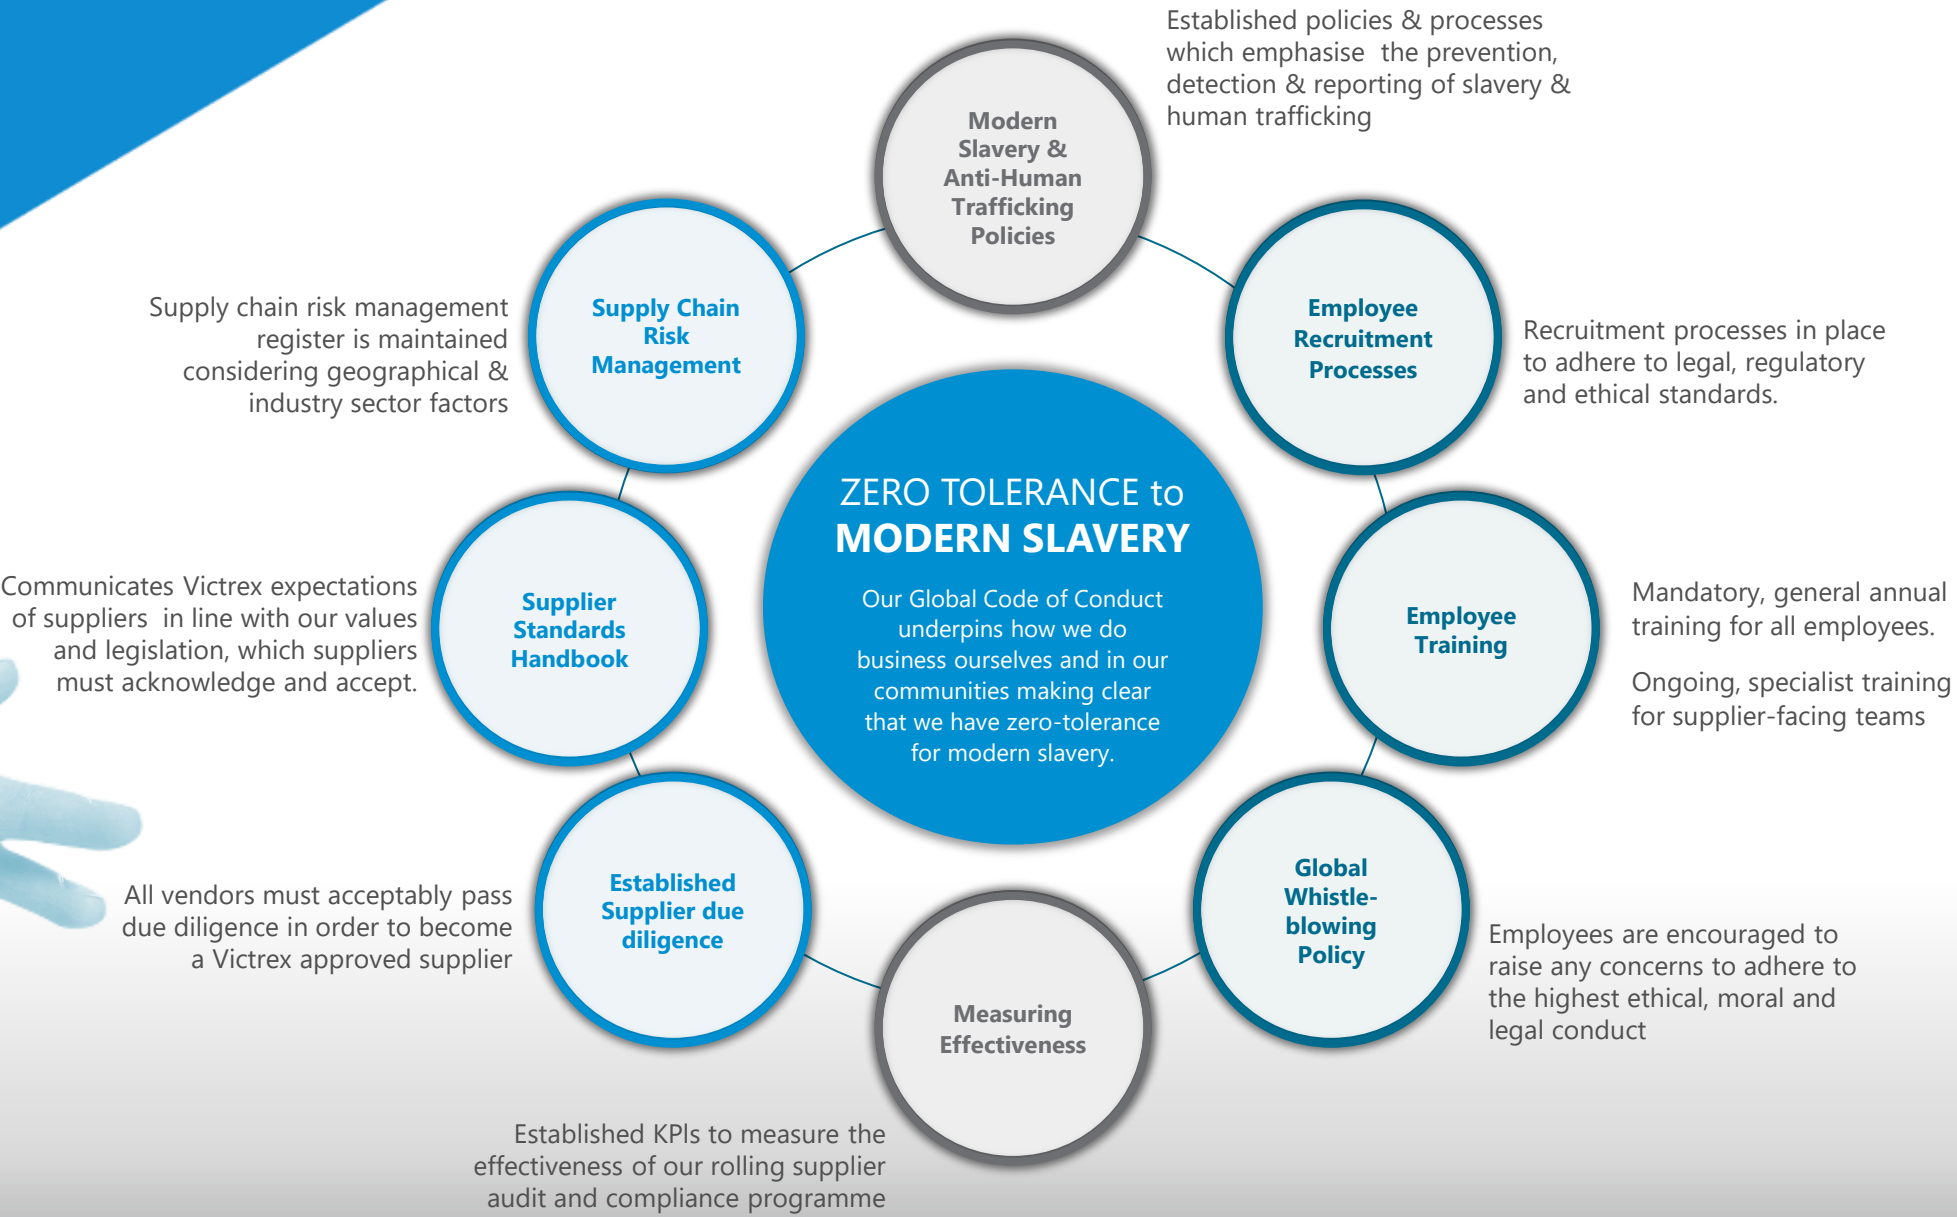 Established policies & processes
which emphasise the prevention,
detection & reporting of slavery &
human trafficking
Modern
Slavery &
Anti-Human
Trafficking
Policies
Employee
Recruitment
Processes
Recruitment processes in place
to adhere to legal, regulatory
and ethical standards.
Employee
Training
Mandatory, general annual
training for all employees.
Ongoing, specialist training
for supplier-facing teams
Global
Whistle-
blowing
Policy
Employees are encouraged to
raise any concerns to adhere to
the highest ethical, moral and
legal conduct
Measuring
Effectiveness
Established KPIs to measure the
effectiveness of our rolling supplier
audit and compliance programme
Established
Supplier due
diligence
All vendors must acceptably pass
due diligence in order to become
a Victrex approved supplier
Supplier
Standards
Handbook
Communicates Victrex expectations
of suppliers in line with our values
and legislation, which suppliers
must acknowledge and accept.
Supply Chain
Risk
Management
Supply chain risk management
register is maintained
considering geographical &
industry sector factors
ZERO TOLERANCE to
MODERN SLAVERY
Our Global Code of Conduct
underpins how we do
business ourselves and in our
communities making clear
that we have zero-tolerance
for modern slavery.